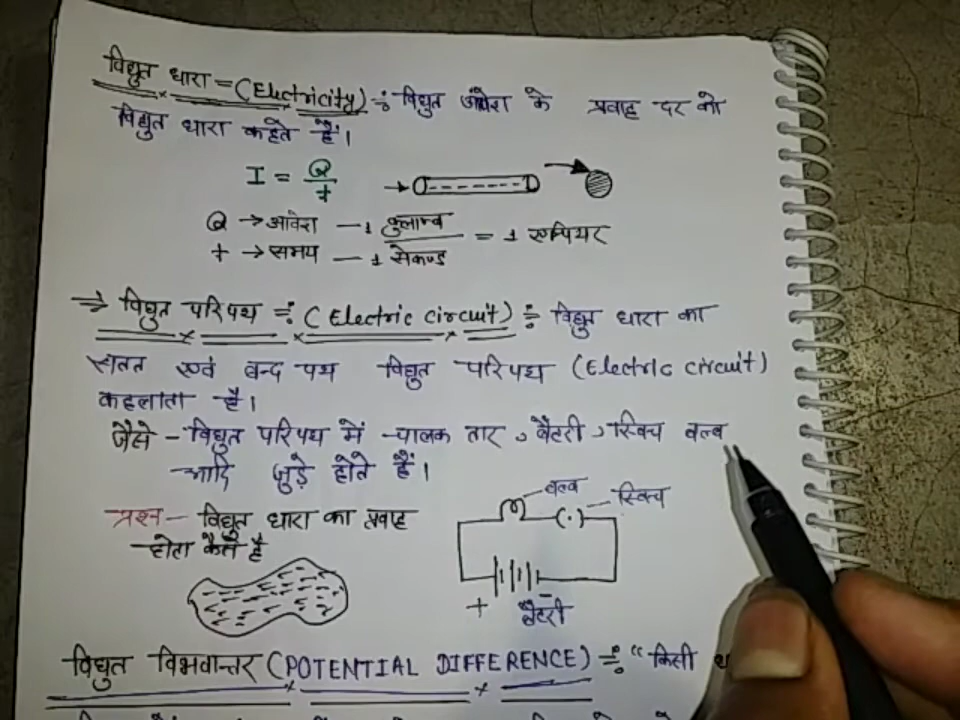 विद्युत धारा = (Electricity) ÷ विद्युत आवेश के प्रवाह दर को
विद्युत धारा कहते हैं।
I = Q/t
Q → आवेश — 1 कुलाम्ब = 1 एम्पियर
t → समय — 1 सेकण्ड
⇒ विद्युत परिपथ ÷ (Electric circuit) ÷ विद्युत धारा का
सतत एवं बन्द पथ विद्युत परिपथ (Electric circuit)
कहलाता है।
जैसे - विद्युत परिपथ में चालक तार, बैटरी, स्विच बल्ब
आदि जुड़े होते हैं।
बल्ब
स्विच
प्रश्न — विद्युत धारा का प्रवाह
होता कैसे है
+ बैटरी -
विद्युत विभवान्तर (POTENTIAL DIFFERENCE) ÷ "किसी